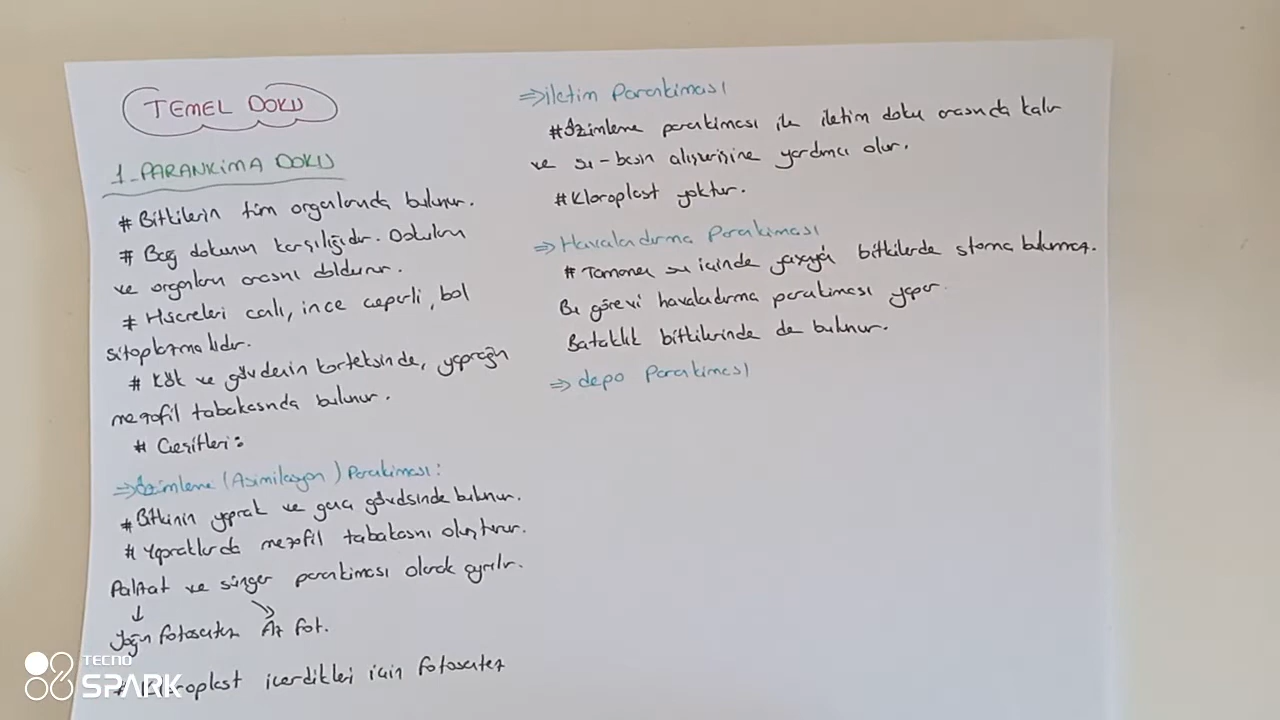 TEMEL DOKU
1-PARANKİMA DOKU
# Bitkilerin tüm organlarında bulunur.
# Bağ dokunun karşılığıdır. Dokuların
ve organların arasını doldurur.
# Hücreleri canlı, ince çeperli, bol
sitoplazmalıdır.
# Kök ve gövdenin korteksinde, yaprağın
mezofil tabakasında bulunur.
# Çeşitleri:
⇒Özümleme (Asimilasyon) Parankiması:
# Bitkinin yaprak ve genç gövdesinde bulunur.
# Yapraklarda mezofil tabakasını oluşturur.
Palizat ve sünger parankiması olarak ayrılır.
↓ ↘
Yoğun fotosentez Az fot.
# Kloroplast içerdikleri için fotosentez
⇒İletim Parankiması
# Özümleme parankiması ile iletim doku arasında kalır
ve su-besin alışverişine yardımcı olur.
# Kloroplast yoktur.
⇒Havalandırma Parankiması
# Tamamen su içinde yaşayan bitkilerde stoma bulunmaz.
Bu görevi havalandırma parankiması yapar.
Bataklık bitkilerinde de bulunur.
⇒depo Parankiması
TECNO
SPARK